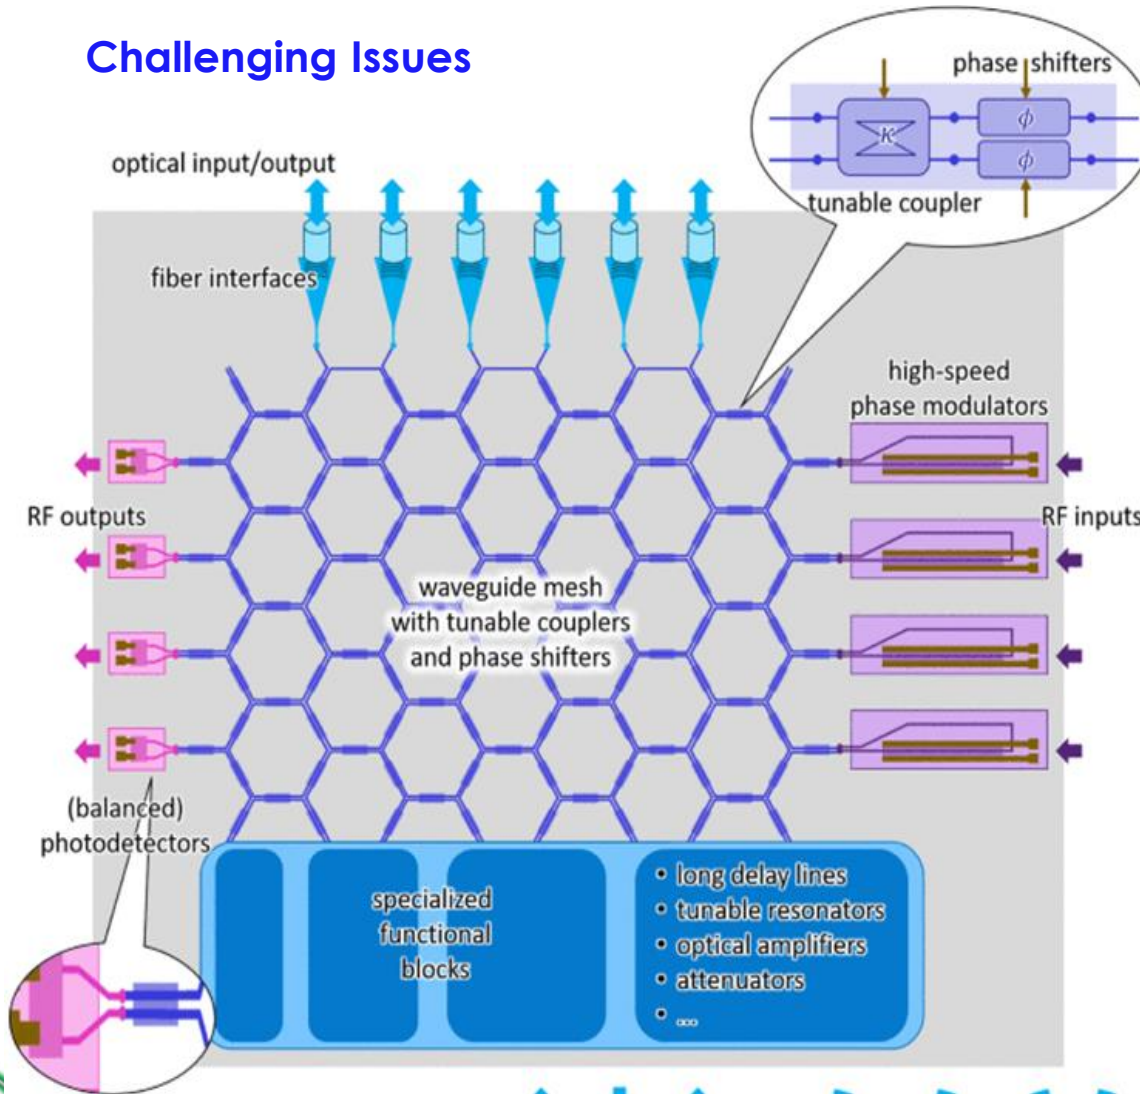 Challenging Issues
phase shifters
κ
ϕ
ϕ
tunable coupler
optical input/output
fiber interfaces
high-speed
phase modulators
RF outputs
RF inputs
waveguide mesh
with tunable couplers
and phase shifters
(balanced)
photodetectors
specialized
functional
blocks
• long delay lines
• tunable resonators
• optical amplifiers
• attenuators
• ...